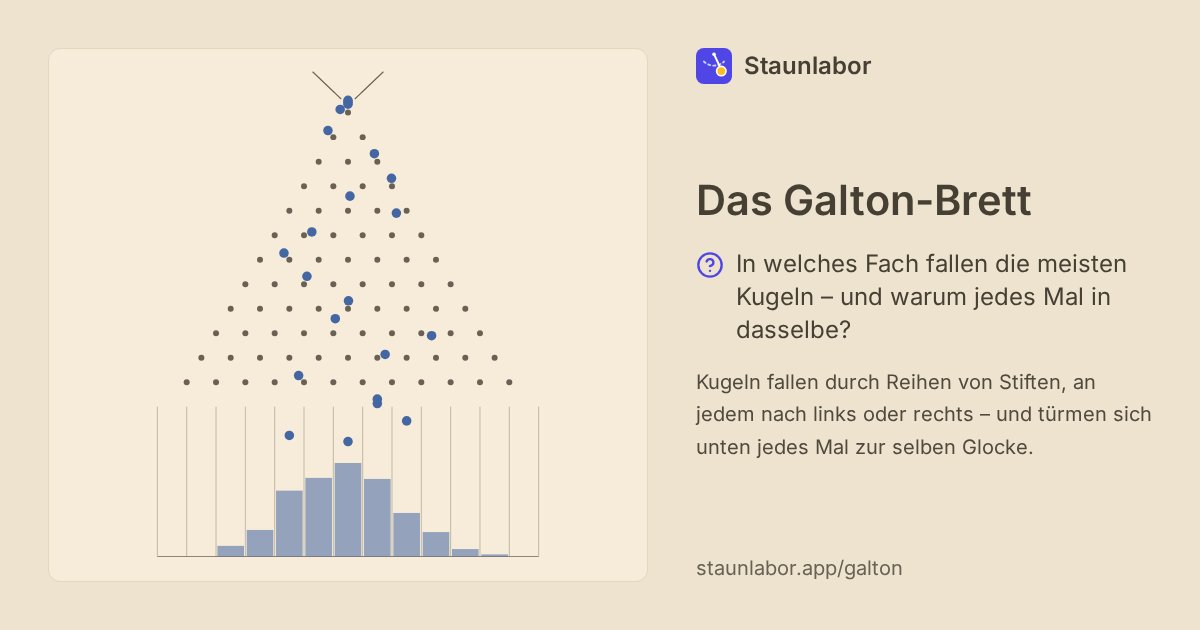 Staunlabor
Das Galton-Brett
In welches Fach fallen die meisten
Kugeln – und warum jedes Mal in
dasselbe?
Kugeln fallen durch Reihen von Stiften, an
jedem nach links oder rechts – und türmen sich
unten jedes Mal zur selben Glocke.
staunlabor.app/galton